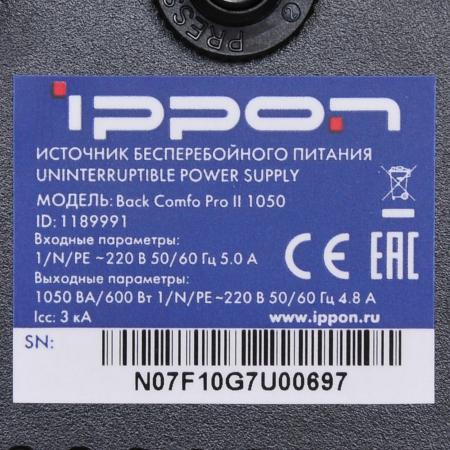 PRESS
ippon
ИСТОЧНИК БЕСПЕРЕБОЙНОГО ПИТАНИЯ
UNINTERRUPTIBLE POWER SUPPLY
МОДЕЛЬ: Back Comfo Pro II 1050
ID: 1189991
Входные параметры:
1/N/PE ~220 В 50/60 Гц 5.0 А
Выходные параметры:
1050 ВА/600 Вт 1/N/PE ~220 В 50/60 Гц 4.8 А
Icc: 3 кА
CE EAC
www.ippon.ru
SN:
N07F10G7U00697